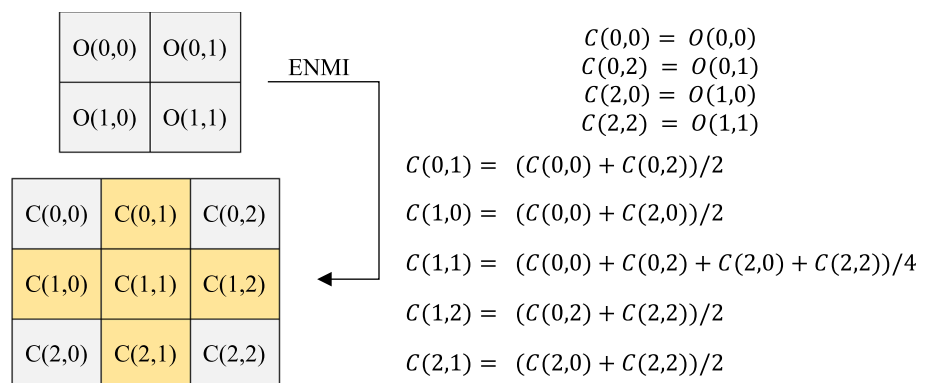 O(0,0) O(0,1)
O(1,0) O(1,1)
ENMI
C(0,0) C(0,1) C(0,2)
C(1,0) C(1,1) C(1,2)
C(2,0) C(2,1) C(2,2)
C(0,0) = O(0,0)
C(0,2) = O(0,1)
C(2,0) = O(1,0)
C(2,2) = O(1,1)
C(0,1) = (C(0,0) + C(0,2))/2
C(1,0) = (C(0,0) + C(2,0))/2
C(1,1) = (C(0,0) + C(0,2) + C(2,0) + C(2,2))/4
C(1,2) = (C(0,2) + C(2,2))/2
C(2,1) = (C(2,0) + C(2,2))/2